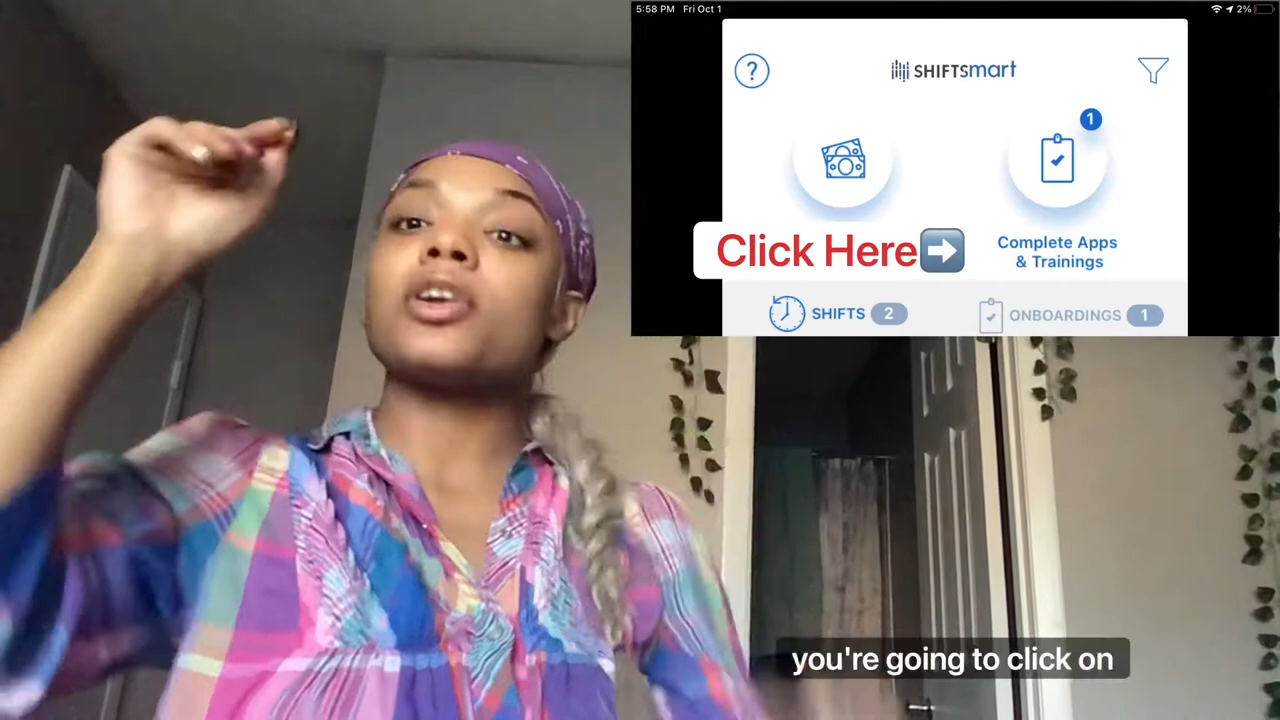 5:58 PM Fri Oct 1
2%
?
SHIFTSmart
1
Click Here
Complete Apps
& Trainings
SHIFTS 2
ONBOARDINGS 1
you're going to click on